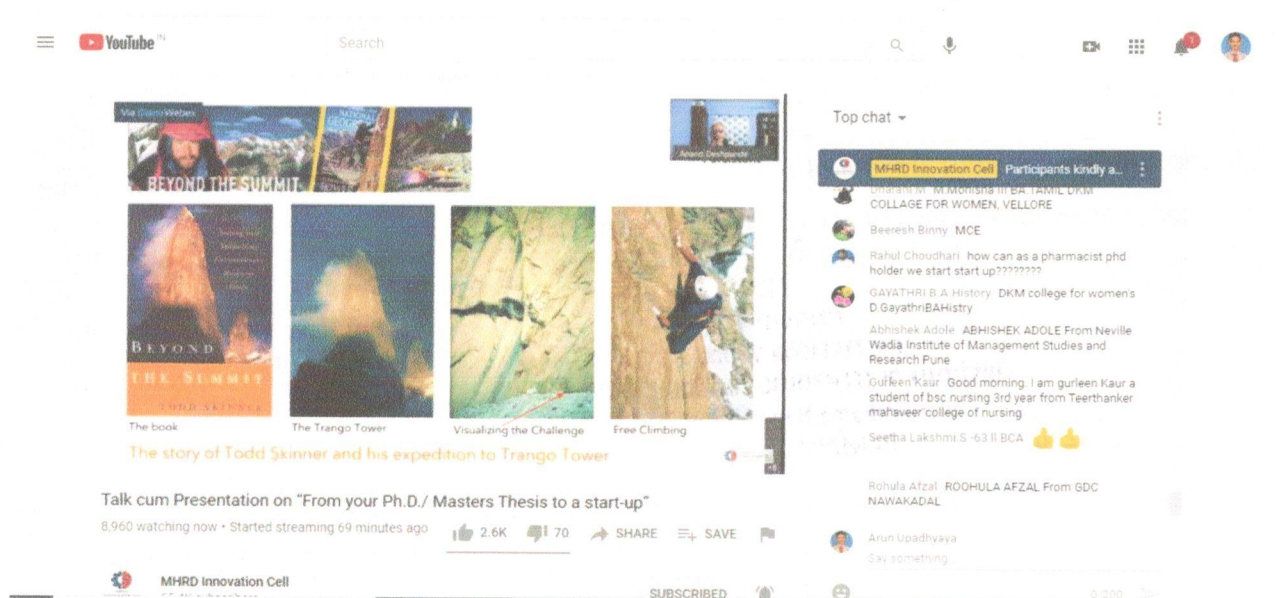 YouTube IN
Search
1
Via Cisco Webex
NATIONAL
GEOGRAPHIC
BEYOND THE SUMMIT
Anand Deshpande
BEYOND
THE SUMMIT
TODD SKINNER
The book
The Trango Tower
Visualizing the Challenge
Free Climbing
The story of Todd Skinner and his expedition to Trango Tower
Talk cum Presentation on “From your Ph.D./ Masters Thesis to a start-up”
8,960 watching now • Started streaming 69 minutes ago
2.6K
70
SHARE
SAVE
MHRD Innovation Cell
SUBSCRIBED
Top chat
MHRD Innovation Cell Participants kindly a...
Dharani M M.Monisha III BA TAMIL DKM
COLLAGE FOR WOMEN, VELLORE
Beeresh Binny MCE
Rahul Choudhari how can as a pharmacist phd
holder we start start up????????
GAYATHRI B.A.History DKM college for women's
D.GayathriBAHistry
Abhishek Adole ABHISHEK ADOLE From Neville
Wadia Institute of Management Studies and
Research Pune
Gurleen Kaur Good morning. I am gurleen Kaur a
student of bsc nursing 3rd year from Teerthanker
mahaveer college of nursing
Seetha Lakshmi.S.-63 II BCA
Rohula Afzal ROOHULA AFZAL From GDC
NAWAKADAL
Arun Upadhyaya
Say something...
0/200